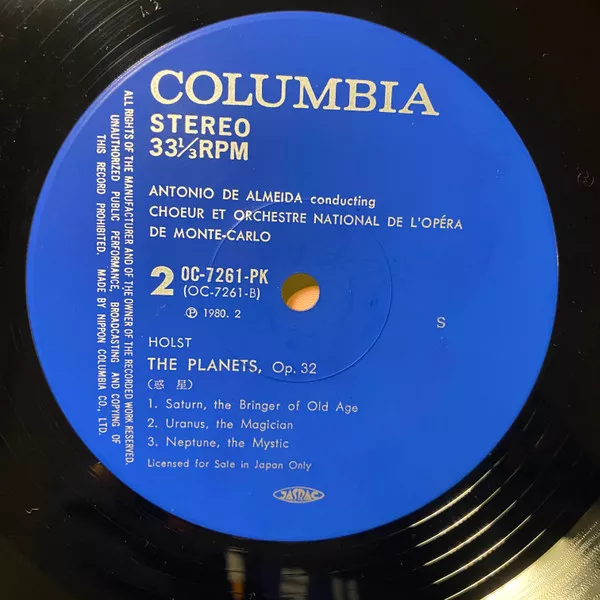 COLUMBIA
STEREO
33⅓RPM
ANTONIO DE ALMEIDA conducting
CHOEUR ET ORCHESTRE NATIONAL DE L'OPÉRA
DE MONTE-CARLO
2 OC-7261-PK
(OC-7261-B)
Ⓟ 1980. 2
S
HOLST
THE PLANETS, Op. 32
(惑 星)
1. Saturn, the Bringer of Old Age
2. Uranus, the Magician
3. Neptune, the Mystic
Licensed for Sale in Japan Only
JASRAC
ALL RIGHTS OF THE MANUFACTURER AND OF THE OWNER OF THE RECORDED WORK RESERVED.
UNAUTHORIZED PUBLIC PERFORMANCE, BROADCASTING AND COPYING OF
THIS RECORD PROHIBITED. MADE BY NIPPON COLUMBIA CO., LTD.